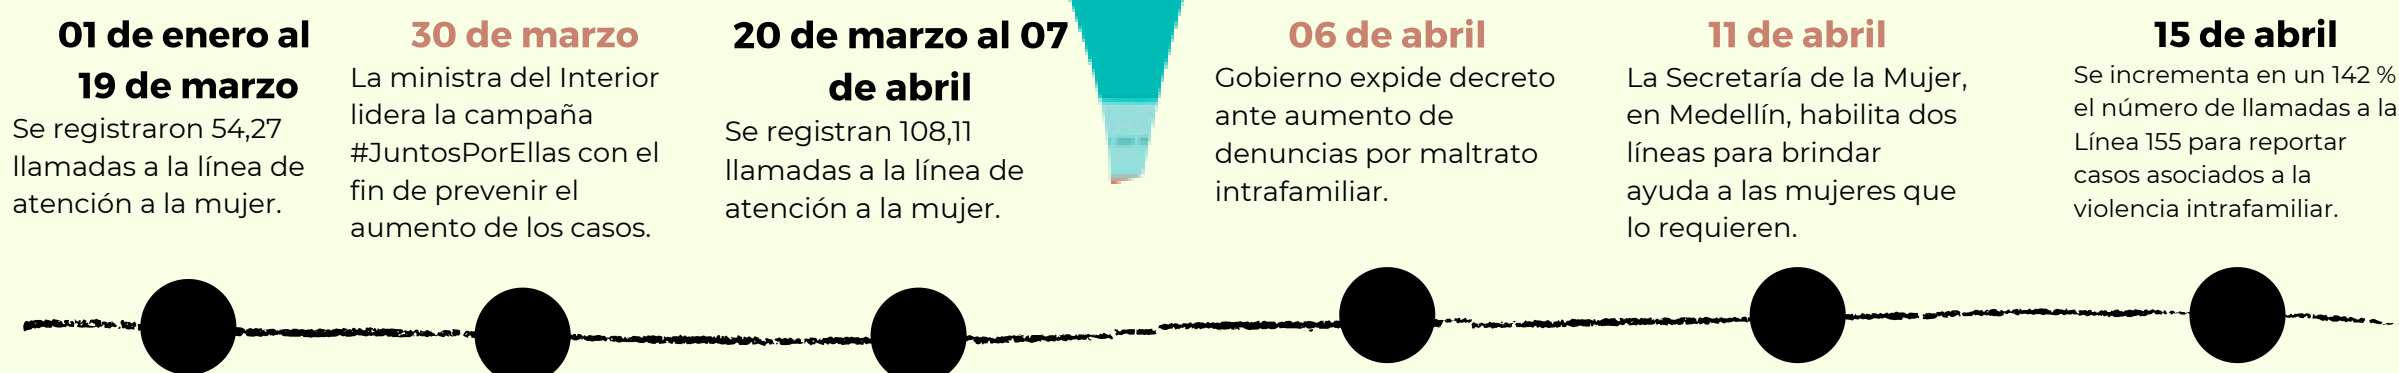 01 de enero al
19 de marzo
Se registraron 54,27
llamadas a la línea de
atención a la mujer.
30 de marzo
La ministra del Interior
lidera la campaña
#JuntosPorEllas con el
fin de prevenir el
aumento de los casos.
20 de marzo al 07
de abril
Se registran 108,11
llamadas a la línea de
atención a la mujer.
06 de abril
Gobierno expide decreto
ante aumento de
denuncias por maltrato
intrafamiliar.
11 de abril
La Secretaría de la Mujer,
en Medellín, habilita dos
líneas para brindar
ayuda a las mujeres que
lo requieren.
15 de abril
Se incrementa en un 142 %
el número de llamadas a la
Línea 155 para reportar
casos asociados a la
violencia intrafamiliar.